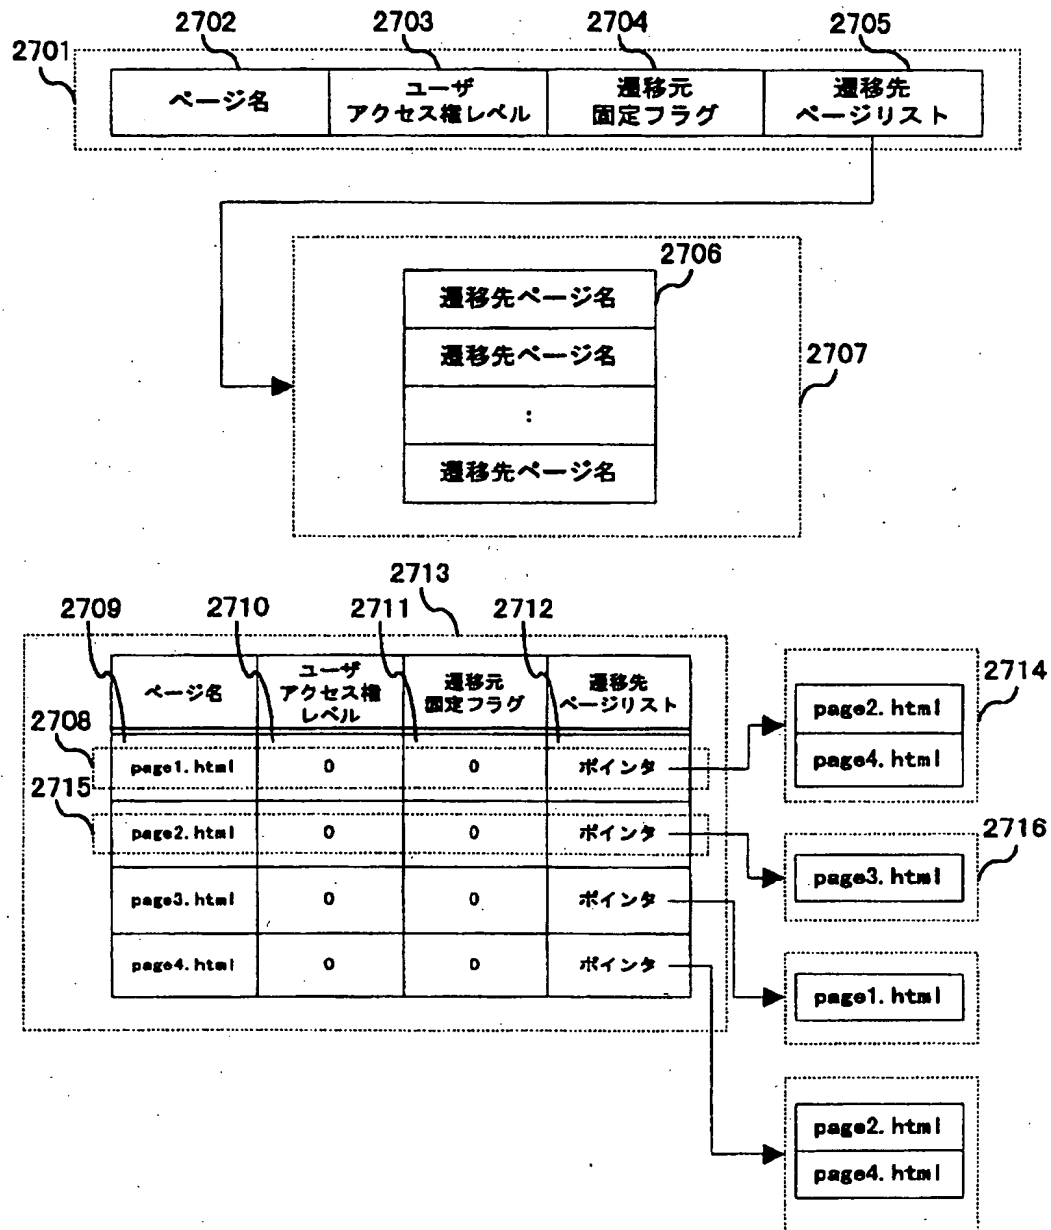 2702
2703
2704
2705
2701
ページ名
ユーザ
アクセス権レベル
遷移元
固定フラグ
遷移先
ページリスト
2706
遷移先ページ名
遷移先ページ名
:
遷移先ページ名
2707
2713
2709
2710
2711
2712
ページ名
ユーザ
アクセス権
レベル
遷移元
固定フラグ
遷移先
ページリスト
2708
page1.html 0 0 ポインタ
2715
page2.html 0 0 ポインタ
page3.html 0 0 ポインタ
page4.html 0 0 ポインタ
2714
page2.html
page4.html
2716
page3.html
page1.html
page2.html
page4.html